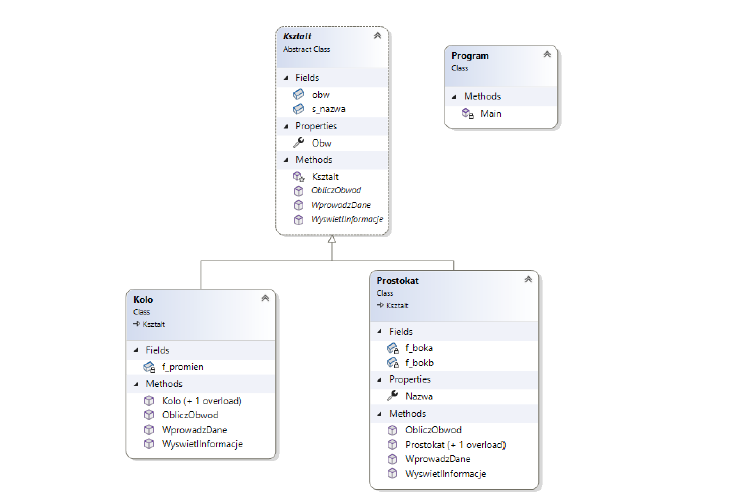 Ksztalt
Abstract Class
Fields
obw
s_nazwa
Properties
Obw
Methods
Ksztalt
ObliczObwod
WprowadzDane
WyswietlInformacje
Program
Class
Methods
Main
Kolo
Class
Ksztalt
Fields
f_promien
Methods
Kolo (+ 1 overload)
ObliczObwod
WprowadzDane
WyswietlInformacje
Prostokat
Class
Ksztalt
Fields
f_boka
f_bokb
Properties
Nazwa
Methods
ObliczObwod
Prostokat (+ 1 overload)
WprowadzDane
WyswietlInformacje